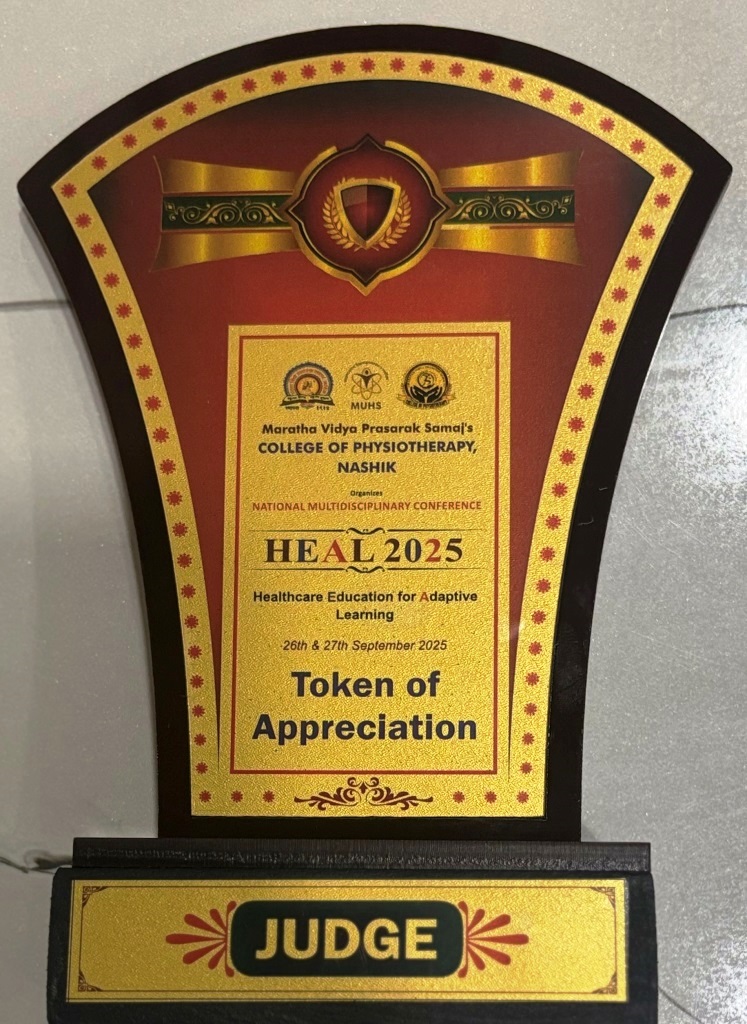 MUHS
Maratha Vidya Prasarak Samaj's
COLLEGE OF PHYSIOTHERAPY,
NASHIK
Organizes
NATIONAL MULTIDISCIPLINARY CONFERENCE
HEAL 2025
Healthcare Education for Adaptive
Learning
26th & 27th September 2025
Token of
Appreciation
JUDGE